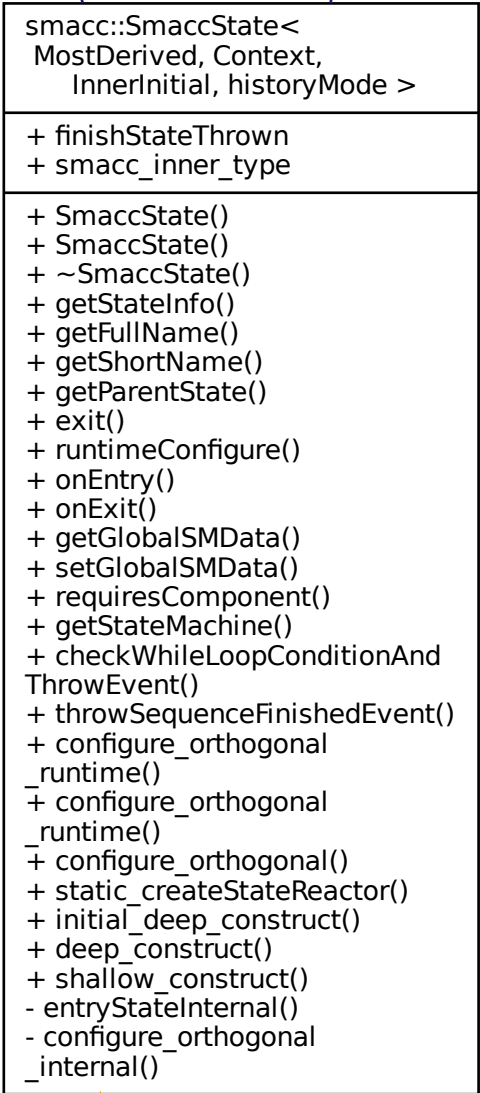 smacc::SmaccState<
MostDerived, Context,
InnerInitial, historyMode >
+ finishStateThrown
+ smacc_inner_type
+ SmaccState()
+ SmaccState()
+ ~SmaccState()
+ getStateInfo()
+ getFullName()
+ getShortName()
+ getParentState()
+ exit()
+ runtimeConfigure()
+ onEntry()
+ onExit()
+ getGlobalSMData()
+ setGlobalSMData()
+ requiresComponent()
+ getStateMachine()
+ checkWhileLoopConditionAnd
ThrowEvent()
+ throwSequenceFinishedEvent()
+ configure_orthogonal
_runtime()
+ configure_orthogonal
_runtime()
+ configure_orthogonal()
+ static_createStateReactor()
+ initial_deep_construct()
+ deep_construct()
+ shallow_construct()
- entryStateInternal()
- configure_orthogonal
_internal()